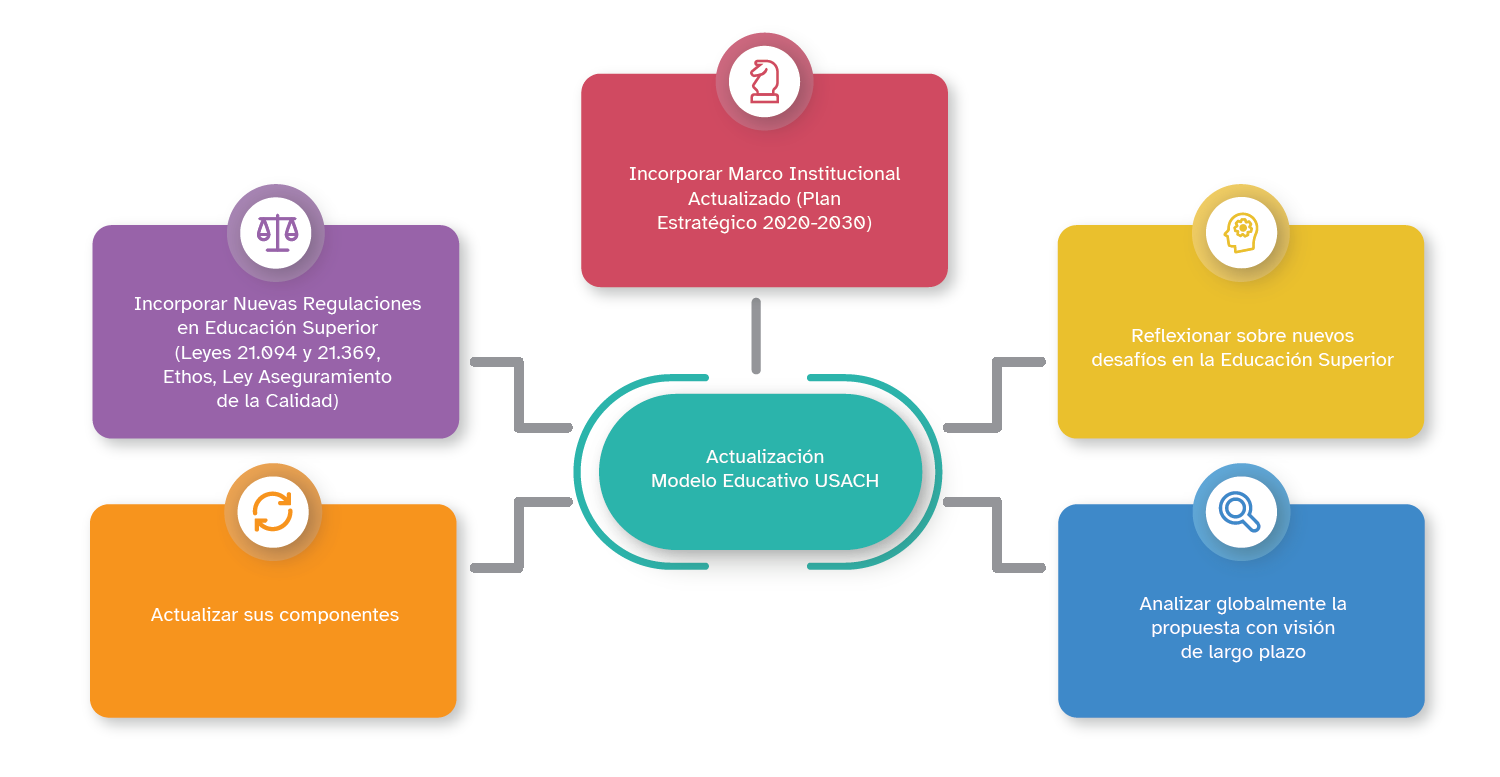 Incorporar Marco Institucional
Actualizado (Plan
Estratégico 2020-2030)
Incorporar Nuevas Regulaciones
en Educación Superior
(Leyes 21.094 y 21.369,
Ethos, Ley Aseguramiento
de la Calidad)
Reflexionar sobre nuevos
desafíos en la Educación Superior
Actualización
Modelo Educativo USACH
Actualizar sus componentes
Analizar globalmente la
propuesta con visión
de largo plazo